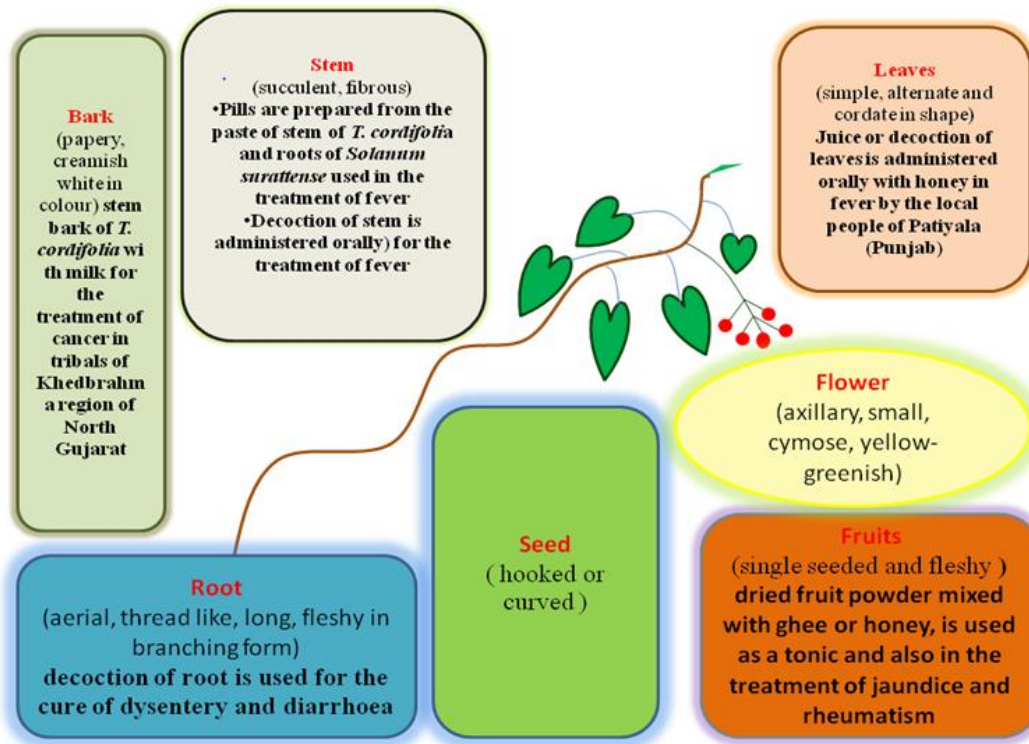 Bark
(papery,
creamish
white in
colour) stem
bark of T.
cordifolia wi
th milk for
the
treatment of
cancer in
tribals of
Khedbrahm
a region of
North
Gujarat
Stem
(succulent, fibrous)
•Pills are prepared from the
paste of stem of T. cordifolia
and roots of Solanum
surattense used in the
treatment of fever
•Decoction of stem is
administered orally) for the
treatment of fever
Leaves
(simple, alternate and
cordate in shape)
Juice or decoction of
leaves is administered
orally with honey in
fever by the local
people of Patiyala
(Punjab)
Flower
(axillary, small,
cymose, yellow-
greenish)
Root
(aerial, thread like, long, fleshy in
branching form)
decoction of root is used for the
cure of dysentery and diarrhoea
Seed
( hooked or
curved )
Fruits
(single seeded and fleshy )
dried fruit powder mixed
with ghee or honey, is used
as a tonic and also in the
treatment of jaundice and
rheumatism